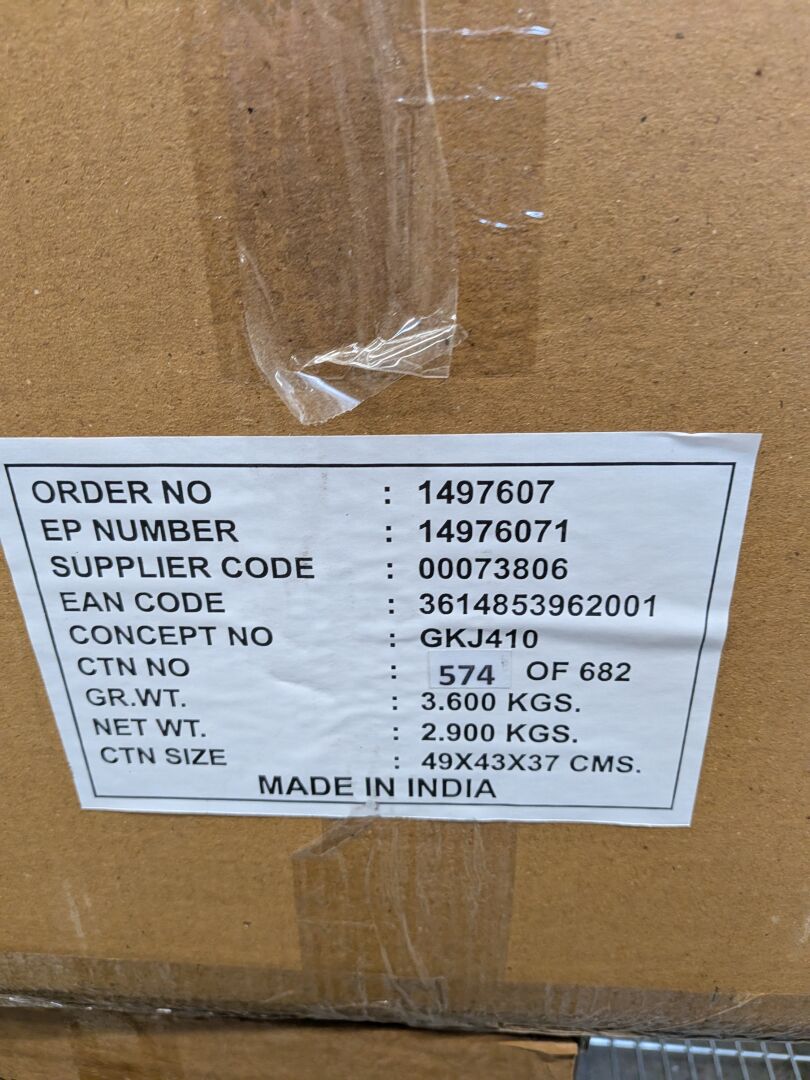 ORDER NO : 1497607
EP NUMBER : 14976071
SUPPLIER CODE : 00073806
EAN CODE : 3614853962001
CONCEPT NO : GKJ410
CTN NO : 574 OF 682
GR.WT. : 3.600 KGS.
NET WT. : 2.900 KGS.
CTN SIZE : 49X43X37 CMS.
MADE IN INDIA